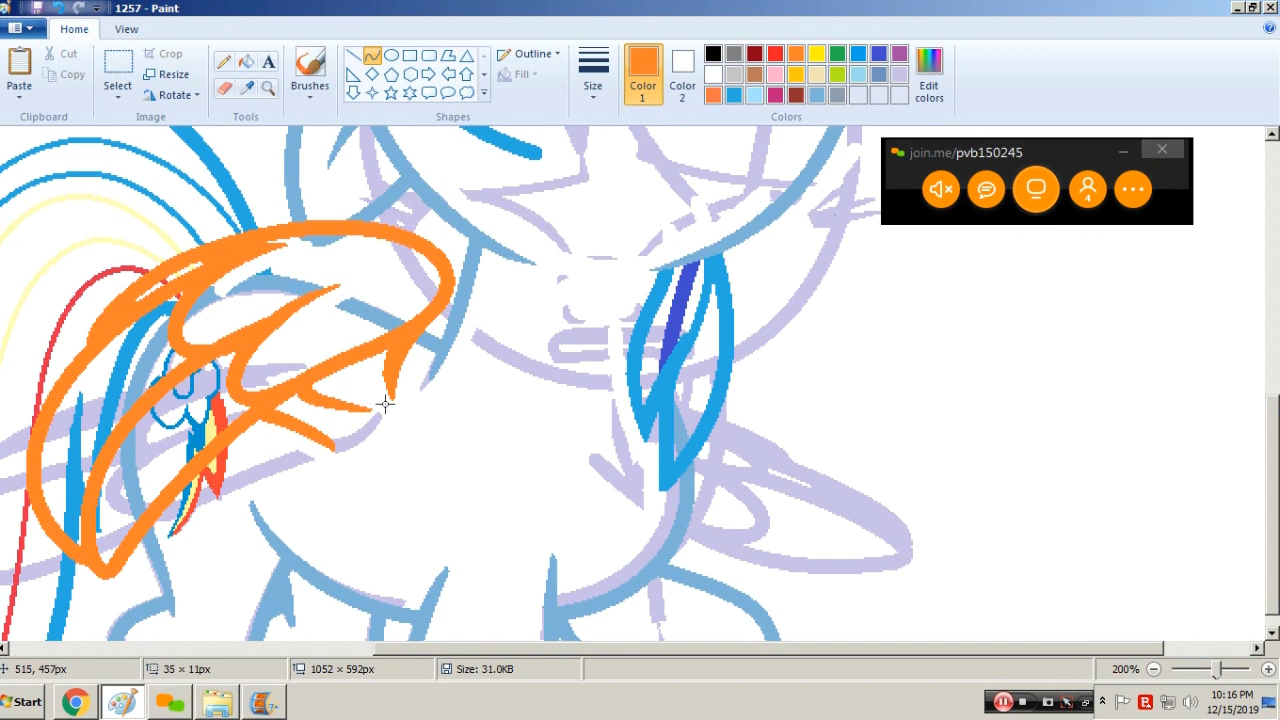 1257 - Paint
Home
View
Paste
Cut
Copy
Clipboard
Select
Crop
Resize
Rotate
Image
A
Tools
Brushes
Outline
Fill
Shapes
Size
Color
1
Color
2
Edit
colors
Colors
join.me/pvb150245
4
515, 457px
35 × 11px
1052 × 592px
Size: 31.0KB
200%
Start
10:16 PM
12/15/2019